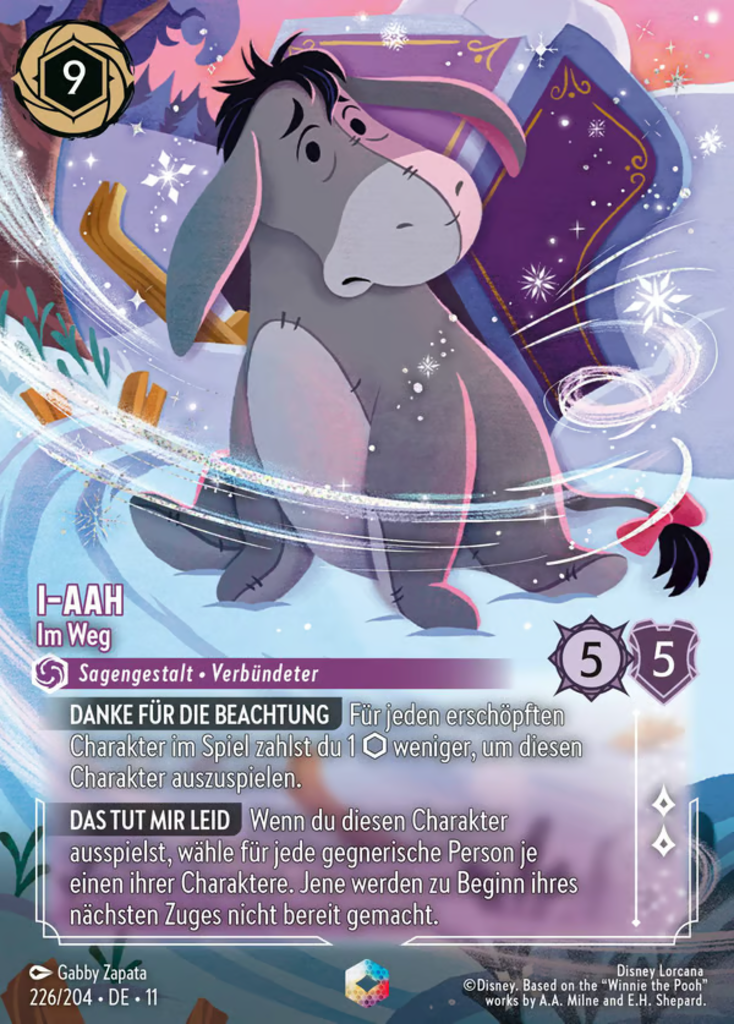 9
I-AAH
Im Weg
5 5
Sagengestalt • Verbündeter
DANKE FÜR DIE BEACHTUNG Für jeden erschöpften
Charakter im Spiel zahlst du 1 ⬡ weniger, um diesen
Charakter auszuspielen.
DAS TUT MIR LEID Wenn du diesen Charakter
ausspielst, wähle für jede gegnerische Person je
einen ihrer Charaktere. Jene werden zu Beginn ihres
nächsten Zuges nicht bereit gemacht.
Gabby Zapata
226/204 • DE • 11
Disney Lorcana
©Disney. Based on the "Winnie the Pooh"
works by A.A. Milne and E.H. Shepard.